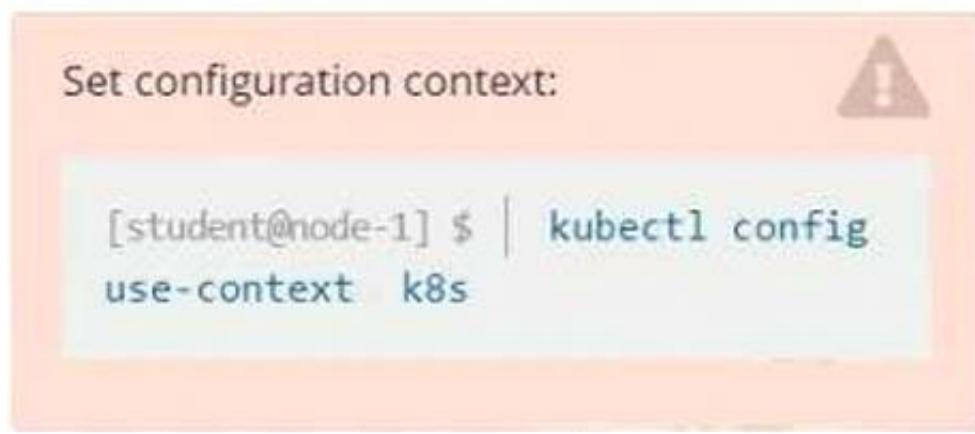 Set configuration context:
[student@node-1] $ | kubectl config
use-context k8s